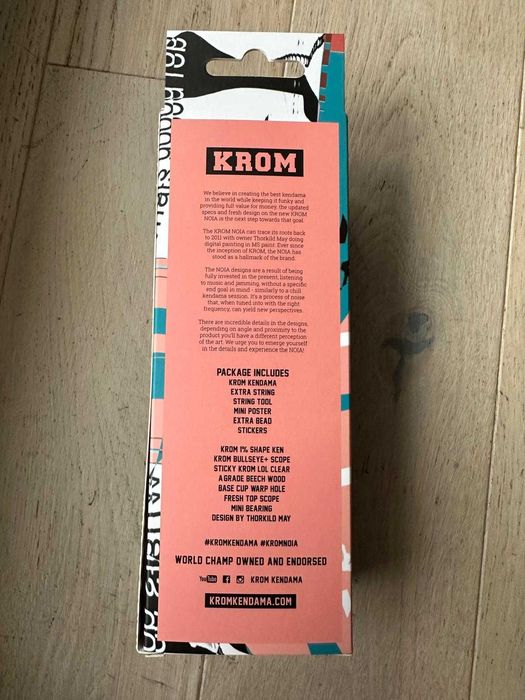 KROM
We believe in creating the best kendama
in the world while keeping it funky and
providing full value for money, the updated
specs and fresh design on the new KROM
NOIA is the next step towards that goal.
The KROM NOIA can trace its roots back
to 2011 with owner Thorkild May doing
digital painting in MS paint. Ever since
the inception of KROM, the NOIA has
stood as a hallmark of the brand.
The NOIA designs are a result of being
fully invested in the present, listening
to music and jamming, without a specific
end goal in mind - similarly to a chill
kendama session, it's a process of noise
that, when tuned into with the right
frequency, can yield new perspectives.
There are incredible details in the designs,
depending on angle and proximity to the
product you'll have a different perception
of the art. We urge you to emerge yourself
in the details and experience the NOIA!
PACKAGE INCLUDES
KROM KENDAMA
EXTRA STRING
STRING TOOL
MINI POSTER
EXTRA BEAD
STICKERS
KROM 1% SHAPE KEN
KROM BULLSEYE+ SCOPE
STICKY KROM LOL CLEAR
A GRADE BEECH WOOD
BASE CUP WARP HOLE
FRESH TOP SCOPE
MINI BEARING
DESIGN BY THORKILD MAY
#KROMKENDAMA #KROMNOIA
WORLD CHAMP OWNED AND ENDORSED
YouTube KROM KENDAMA
KROMKENDAMA.COM